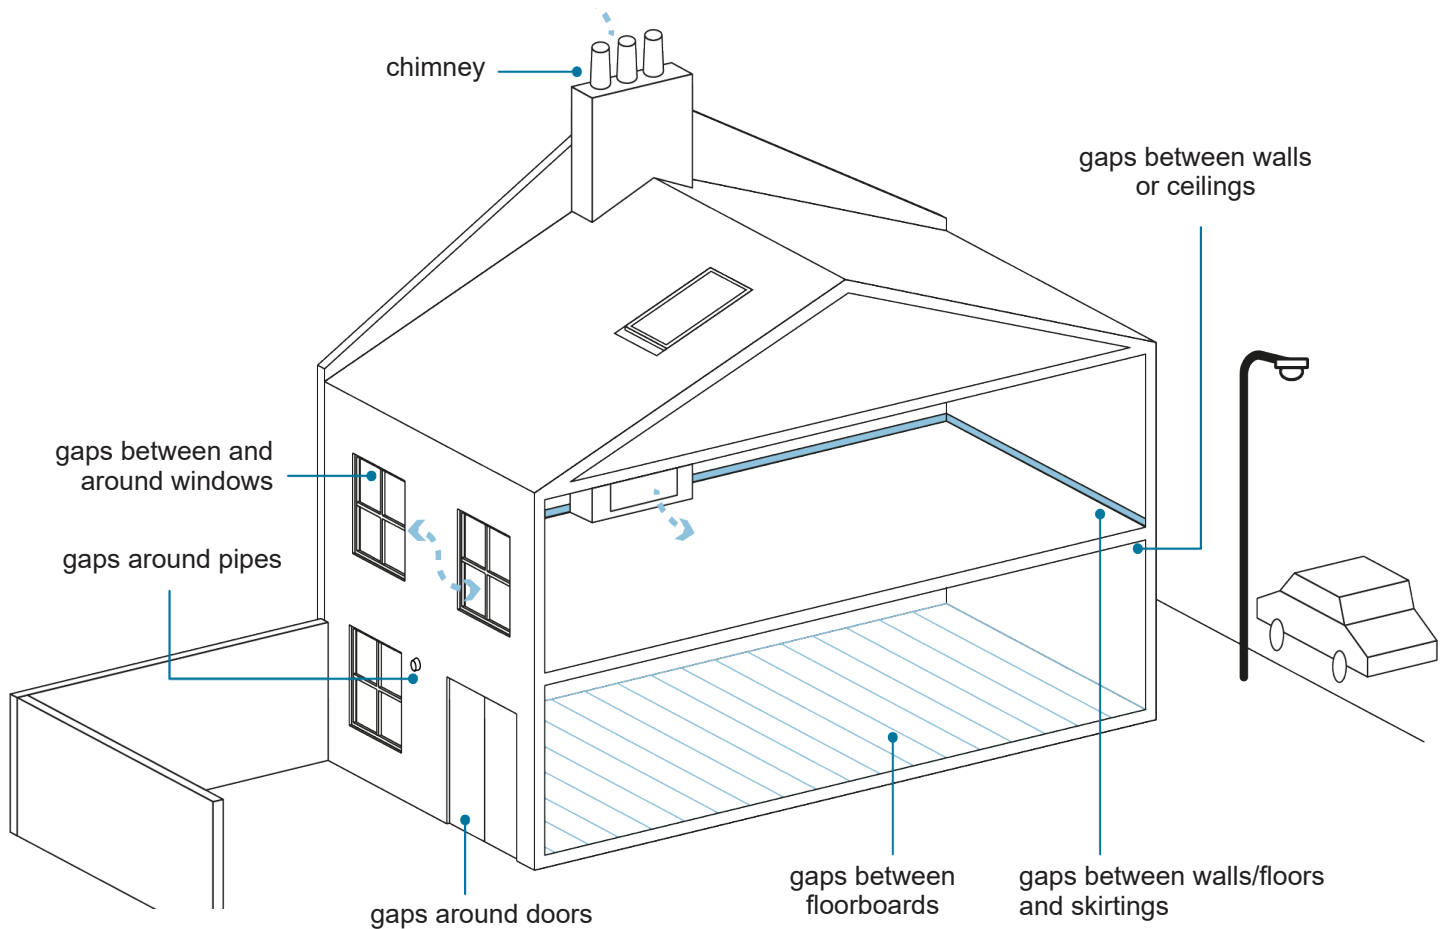 chimney
gaps between walls
or ceilings
gaps between and
around windows
gaps around pipes
gaps between
floorboards
gaps between walls/floors
and skirtings
gaps around doors